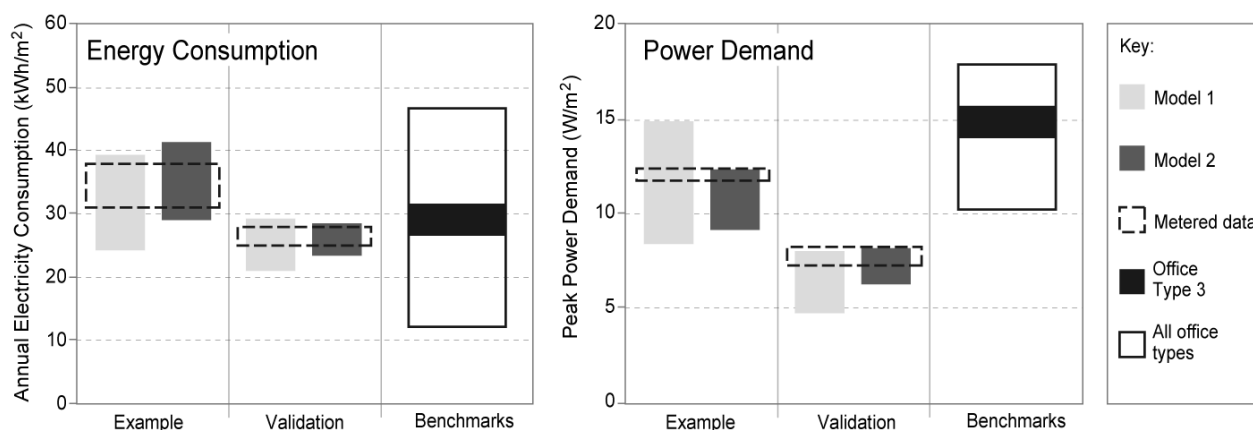 Energy Consumption
Annual Electricity Consumption (kWh/m²)
60
50
40
30
20
10
0
Example
Validation
Benchmarks
Power Demand
Peak Power Demand (W/m²)
20
15
10
5
0
Example
Validation
Benchmarks
Key:
Model 1
Model 2
Metered data
Office
Type 3
All office
types